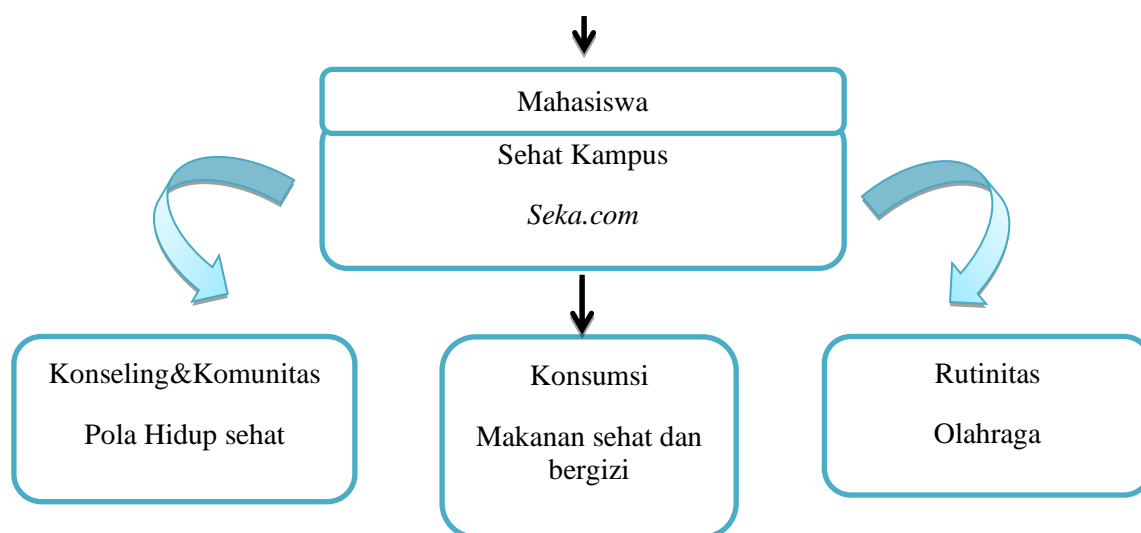 Mahasiswa
Sehat Kampus
Seka.com
Konseling&Komunitas
Pola Hidup sehat
Konsumsi
Makanan sehat dan
bergizi
Rutinitas
Olahraga